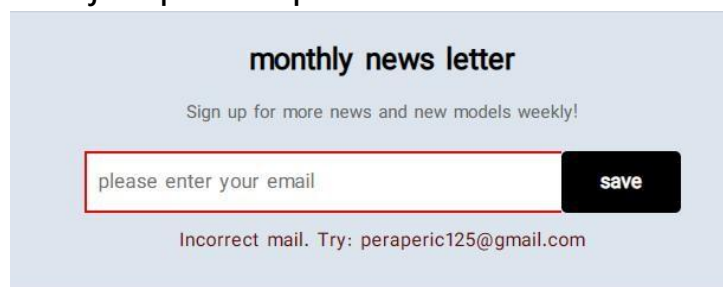 monthly news letter
Sign up for more news and new models weekly!
please enter your email
save
Incorrect mail. Try: peraperic125@gmail.com